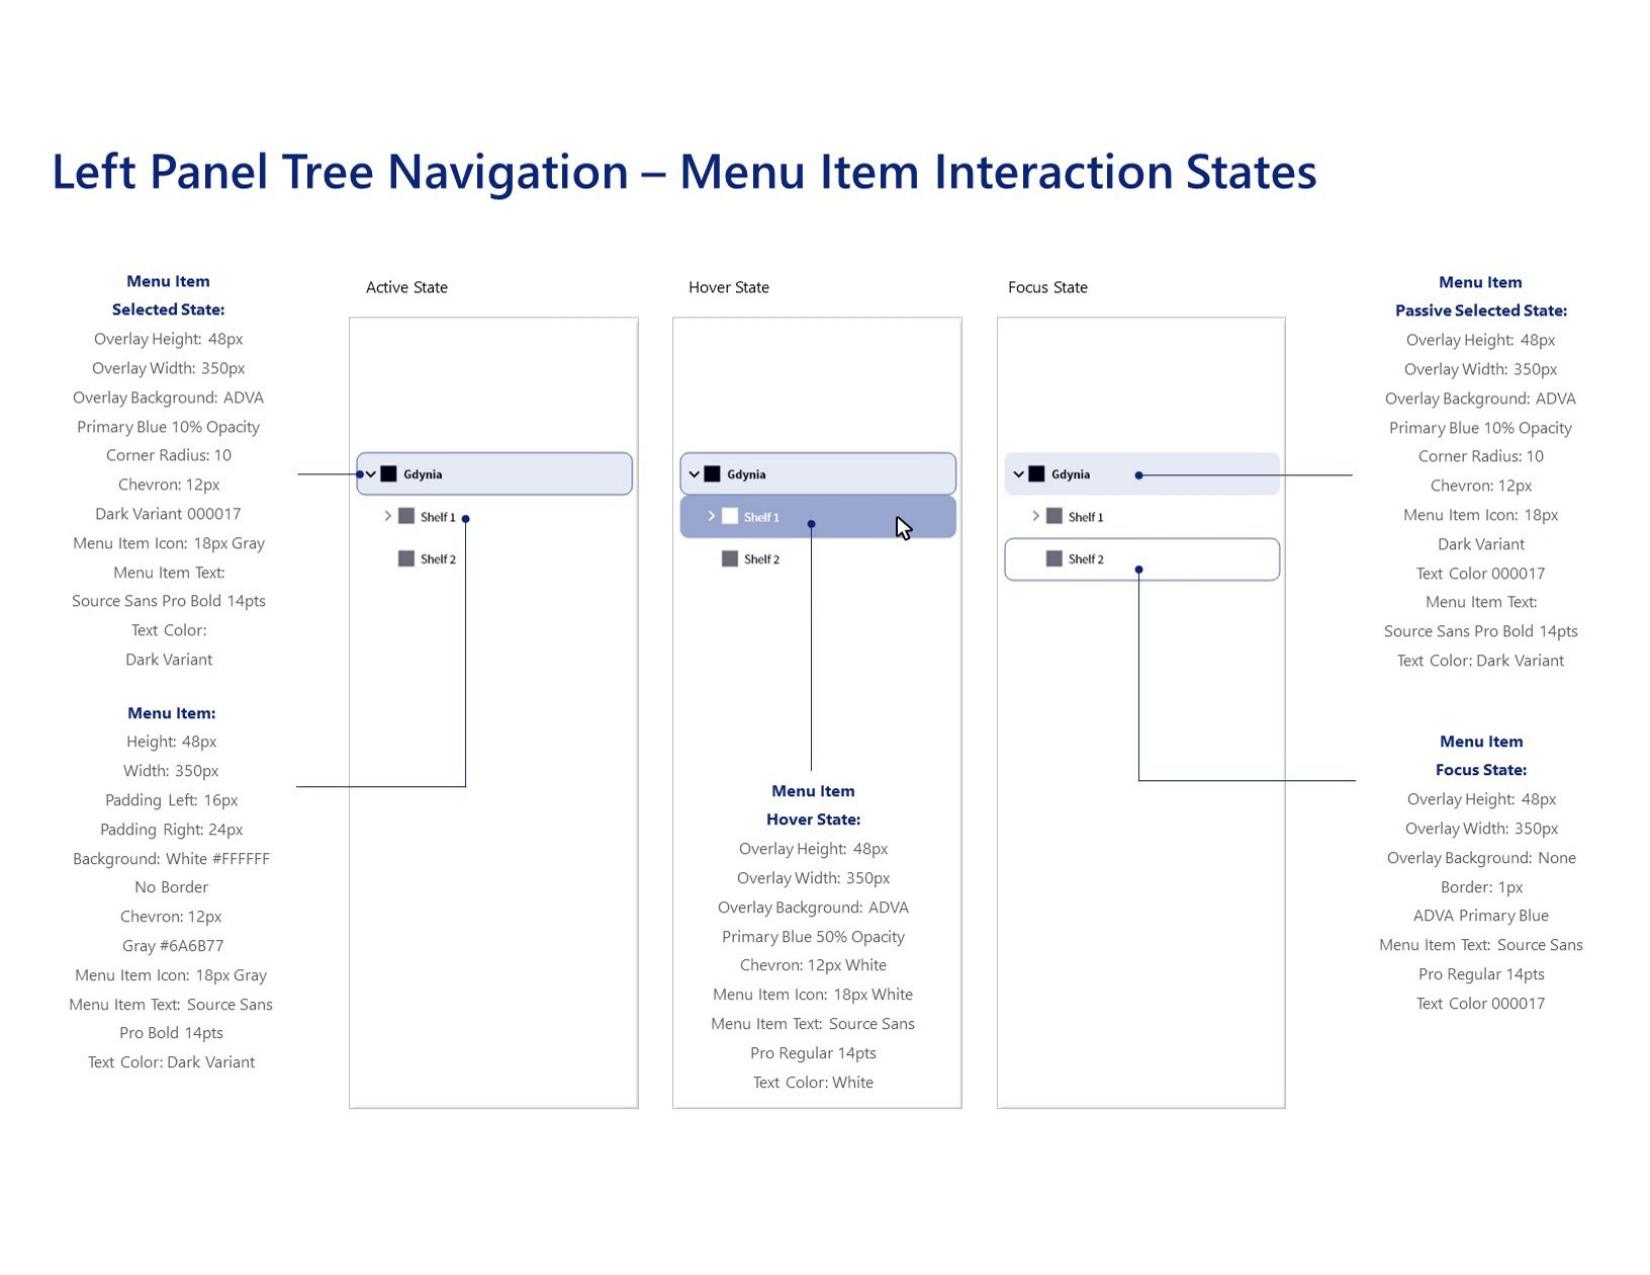 Left Panel Tree Navigation – Menu Item Interaction States
Menu Item
Selected State:
Overlay Height: 48px
Overlay Width: 350px
Overlay Background: ADVA
Primary Blue 10% Opacity
Corner Radius: 10
Chevron: 12px
Dark Variant 000017
Menu Item Icon: 18px Gray
Menu Item Text:
Source Sans Pro Bold 14pts
Text Color:
Dark Variant
Menu Item:
Height: 48px
Width: 350px
Padding Left: 16px
Padding Right: 24px
Background: White #FFFFFF
No Border
Chevron: 12px
Gray #6A6B77
Menu Item Icon: 18px Gray
Menu Item Text: Source Sans
Pro Bold 14pts
Text Color: Dark Variant
Active State
Gdynia
Shelf 1
Shelf 2
Hover State
Gdynia
Shelf 1
Shelf 2
Menu Item
Hover State:
Overlay Height: 48px
Overlay Width: 350px
Overlay Background: ADVA
Primary Blue 50% Opacity
Chevron: 12px White
Menu Item Icon: 18px White
Menu Item Text: Source Sans
Pro Regular 14pts
Text Color: White
Focus State
Gdynia
Shelf 1
Shelf 2
Menu Item
Passive Selected State:
Overlay Height: 48px
Overlay Width: 350px
Overlay Background: ADVA
Primary Blue 10% Opacity
Corner Radius: 10
Chevron: 12px
Menu Item Icon: 18px
Dark Variant
Text Color 000017
Menu Item Text:
Source Sans Pro Bold 14pts
Text Color: Dark Variant
Menu Item
Focus State:
Overlay Height: 48px
Overlay Width: 350px
Overlay Background: None
Border: 1px
ADVA Primary Blue
Menu Item Text: Source Sans
Pro Regular 14pts
Text Color 000017